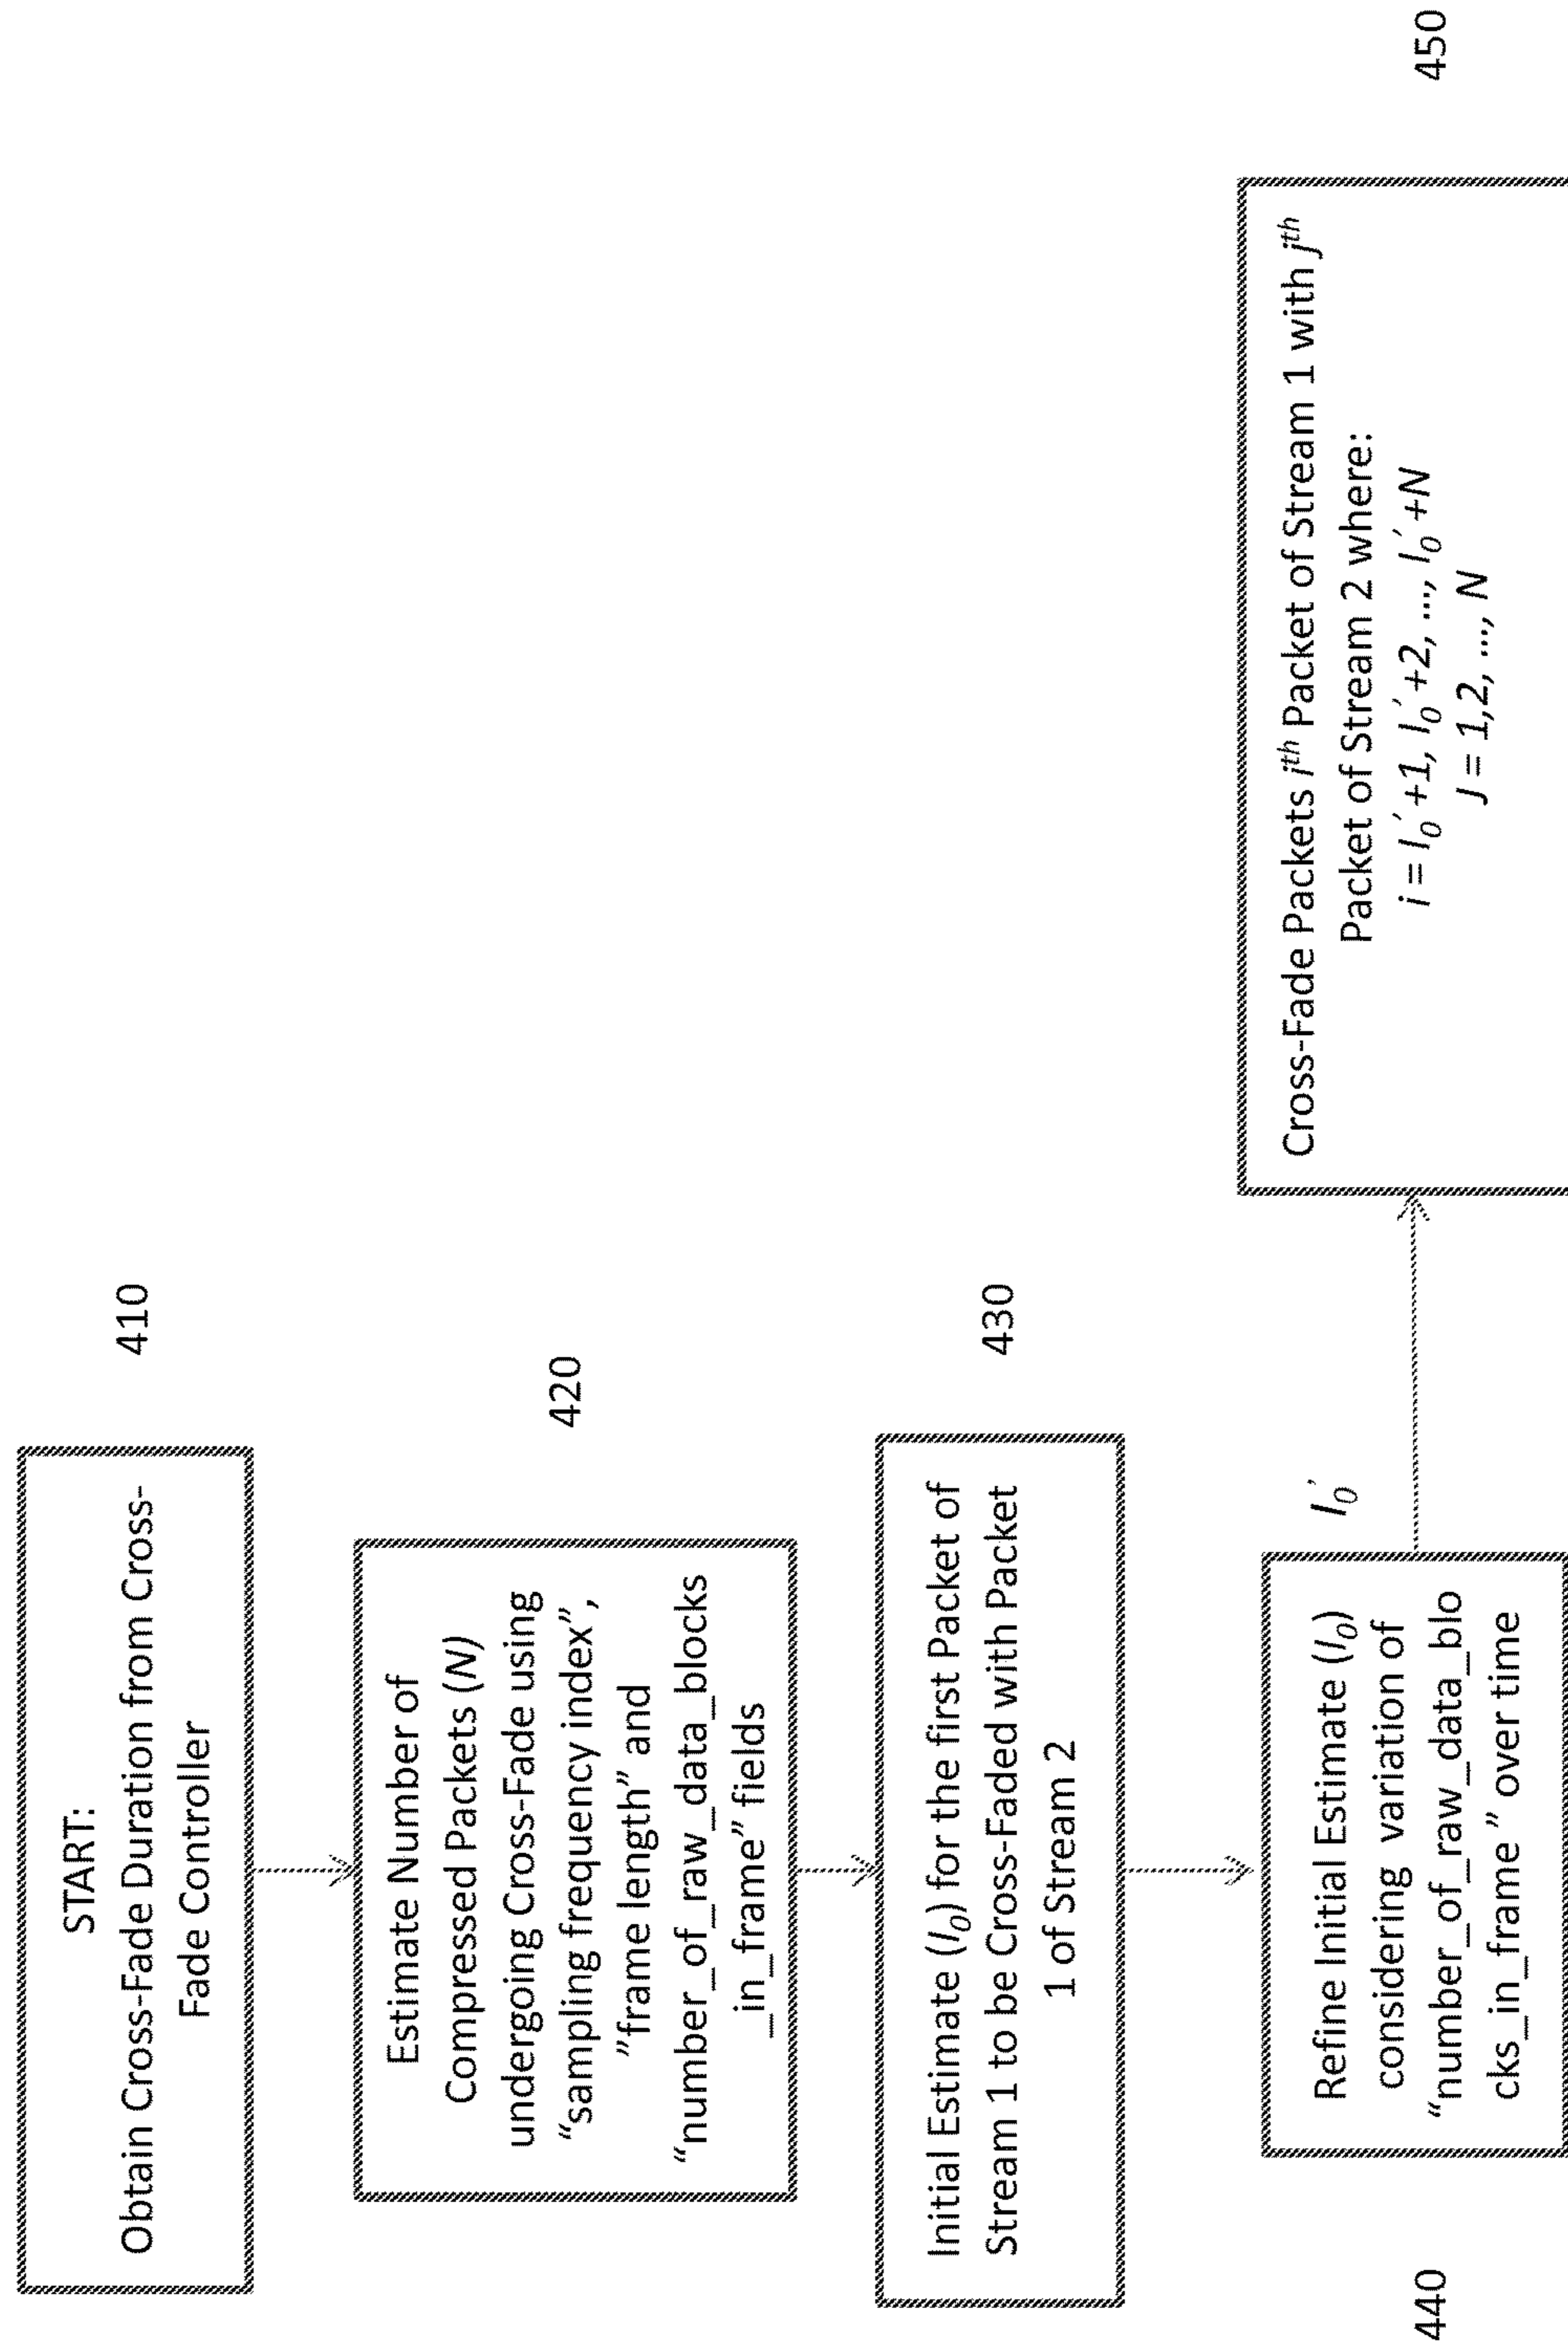 START:
Obtain Cross-Fade Duration from Cross-
Fade Controller
410
Estimate Number of
Compressed Packets (N)
undergoing Cross-Fade using
“sampling frequency index”,
”frame length” and
“number_of_raw_data_blocks
_in_frame” fields
420
Initial Estimate (I₀) for the first Packet of
Stream 1 to be Cross-Faded with Packet
1 of Stream 2
430
Refine Initial Estimate (I₀)
considering variation of
“number_of_raw_data_blo
cks_in_frame ” over time
440
I₀′
Cross-Fade Packets iᵗʰ Packet of Stream 1 with jᵗʰ
Packet of Stream 2 where:
i = I₀′+1, I₀′+2, ..., I₀′+N
J = 1,2, ..., N
450